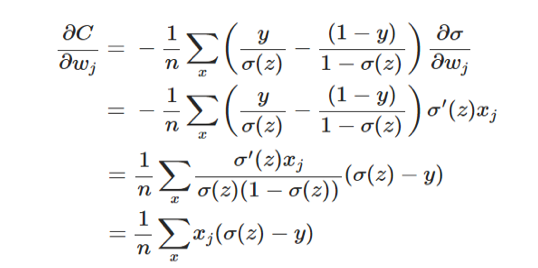 ∂C/∂w_j = −1/n ∑_x ( y/σ(z) − (1 − y)/(1 − σ(z)) ) ∂σ/∂w_j
= −1/n ∑_x ( y/σ(z) − (1 − y)/(1 − σ(z)) ) σ′(z)x_j
= 1/n ∑_x σ′(z)x_j/(σ(z)(1 − σ(z))) (σ(z) − y)
= 1/n ∑_x x_j(σ(z) − y)